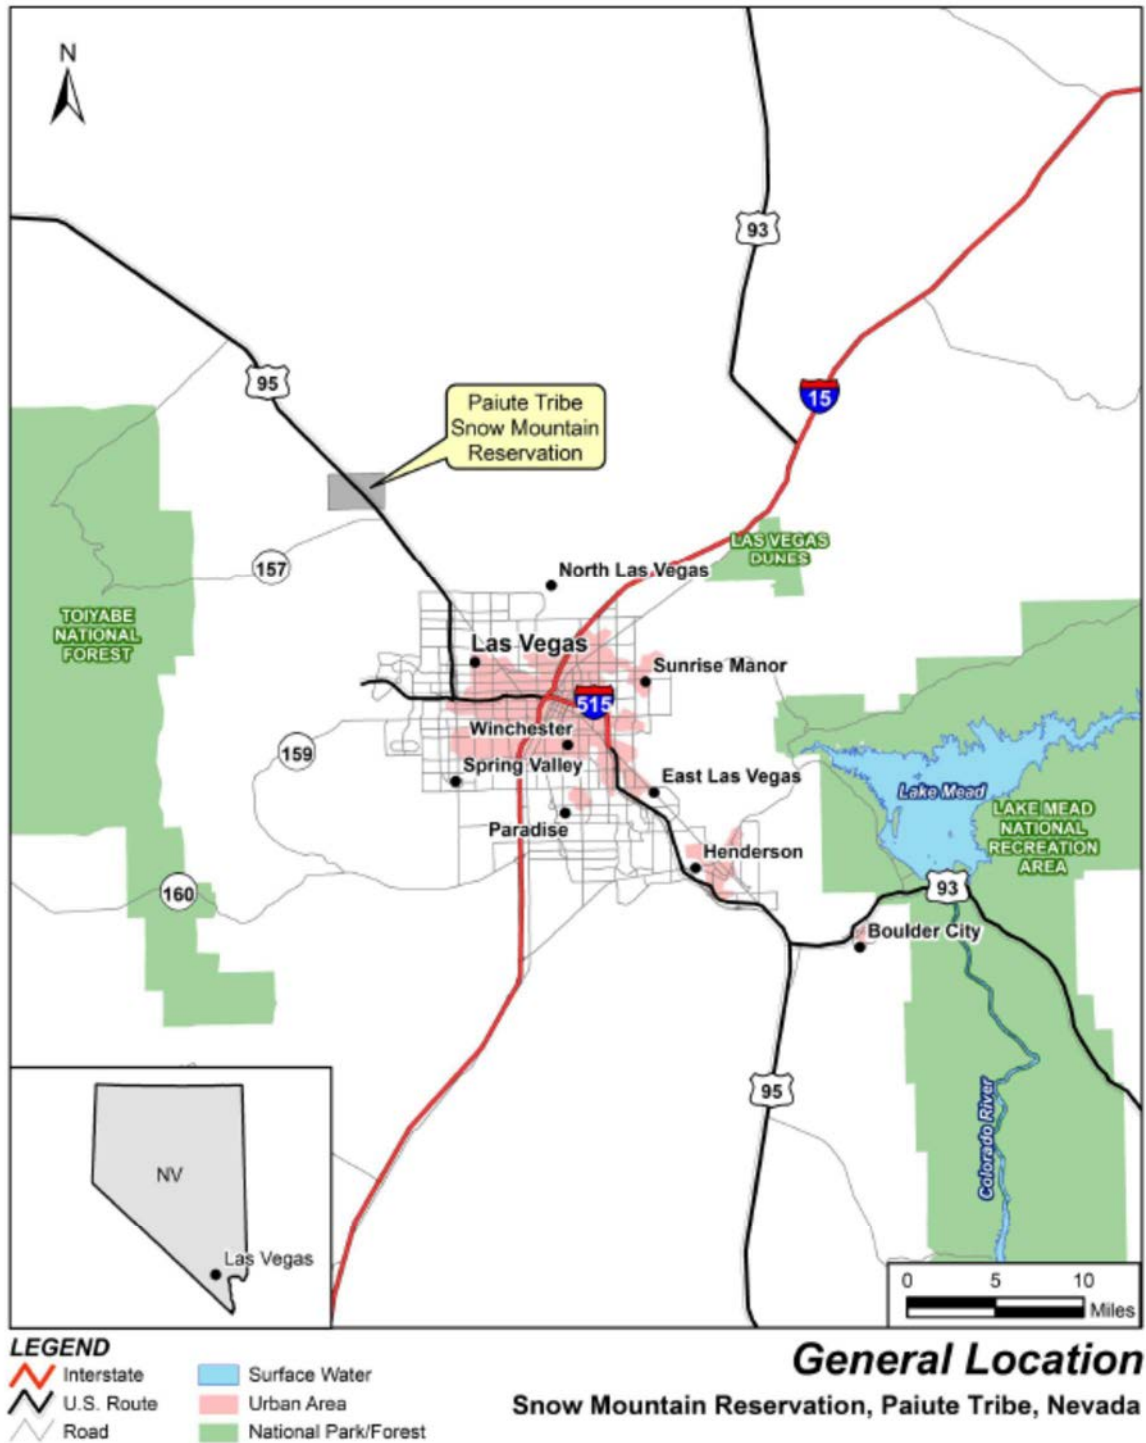 N
93
95
Paiute Tribe
Snow Mountain
Reservation
15
LAS VEGAS
DUNES
157
North Las Vegas
TOIYABE
NATIONAL
FOREST
Las Vegas
Sunrise Manor
515
Winchester
159
Spring Valley
East Las Vegas
Lake Mead
Paradise
LAKE MEAD
NATIONAL
RECREATION
AREA
Henderson
160
93
Boulder City
95
Colorado River
NV
Las Vegas
0 5 10
Miles
LEGEND
Interstate
U.S. Route
Road
Surface Water
Urban Area
National Park/Forest
General Location
Snow Mountain Reservation, Paiute Tribe, Nevada